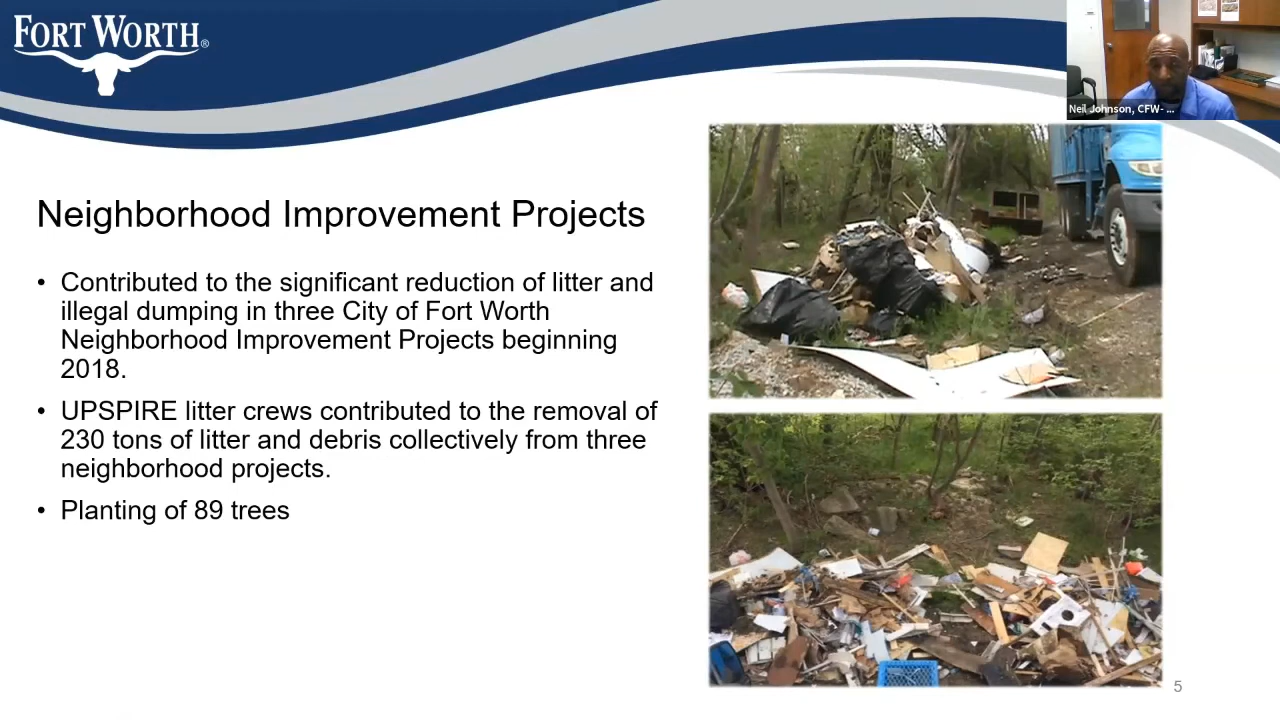 FORT WORTH®
Neil Johnson, CFW- ...
Neighborhood Improvement Projects
• Contributed to the significant reduction of litter and
illegal dumping in three City of Fort Worth
Neighborhood Improvement Projects beginning
2018.
• UPSPIRE litter crews contributed to the removal of
230 tons of litter and debris collectively from three
neighborhood projects.
• Planting of 89 trees
5